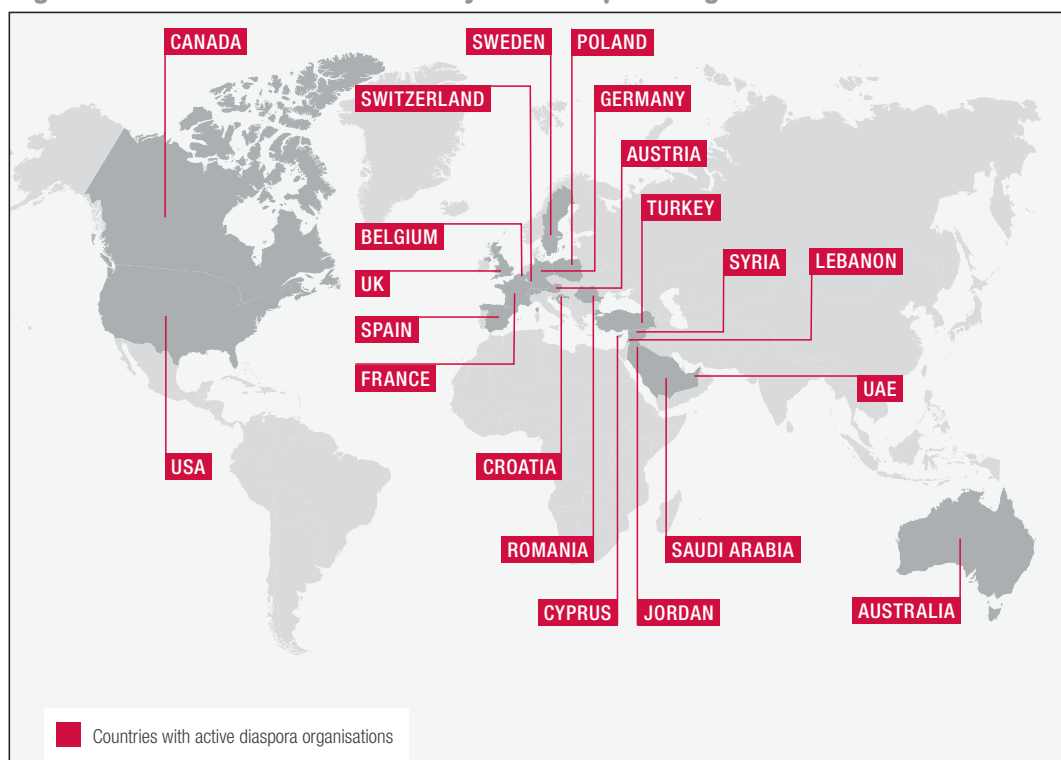 CANADA
SWEDEN
POLAND
SWITZERLAND
GERMANY
AUSTRIA
TURKEY
BELGIUM
SYRIA
LEBANON
UK
SPAIN
FRANCE
UAE
USA
CROATIA
ROMANIA
SAUDI ARABIA
CYPRUS
JORDAN
AUSTRALIA
Countries with active diaspora organisations